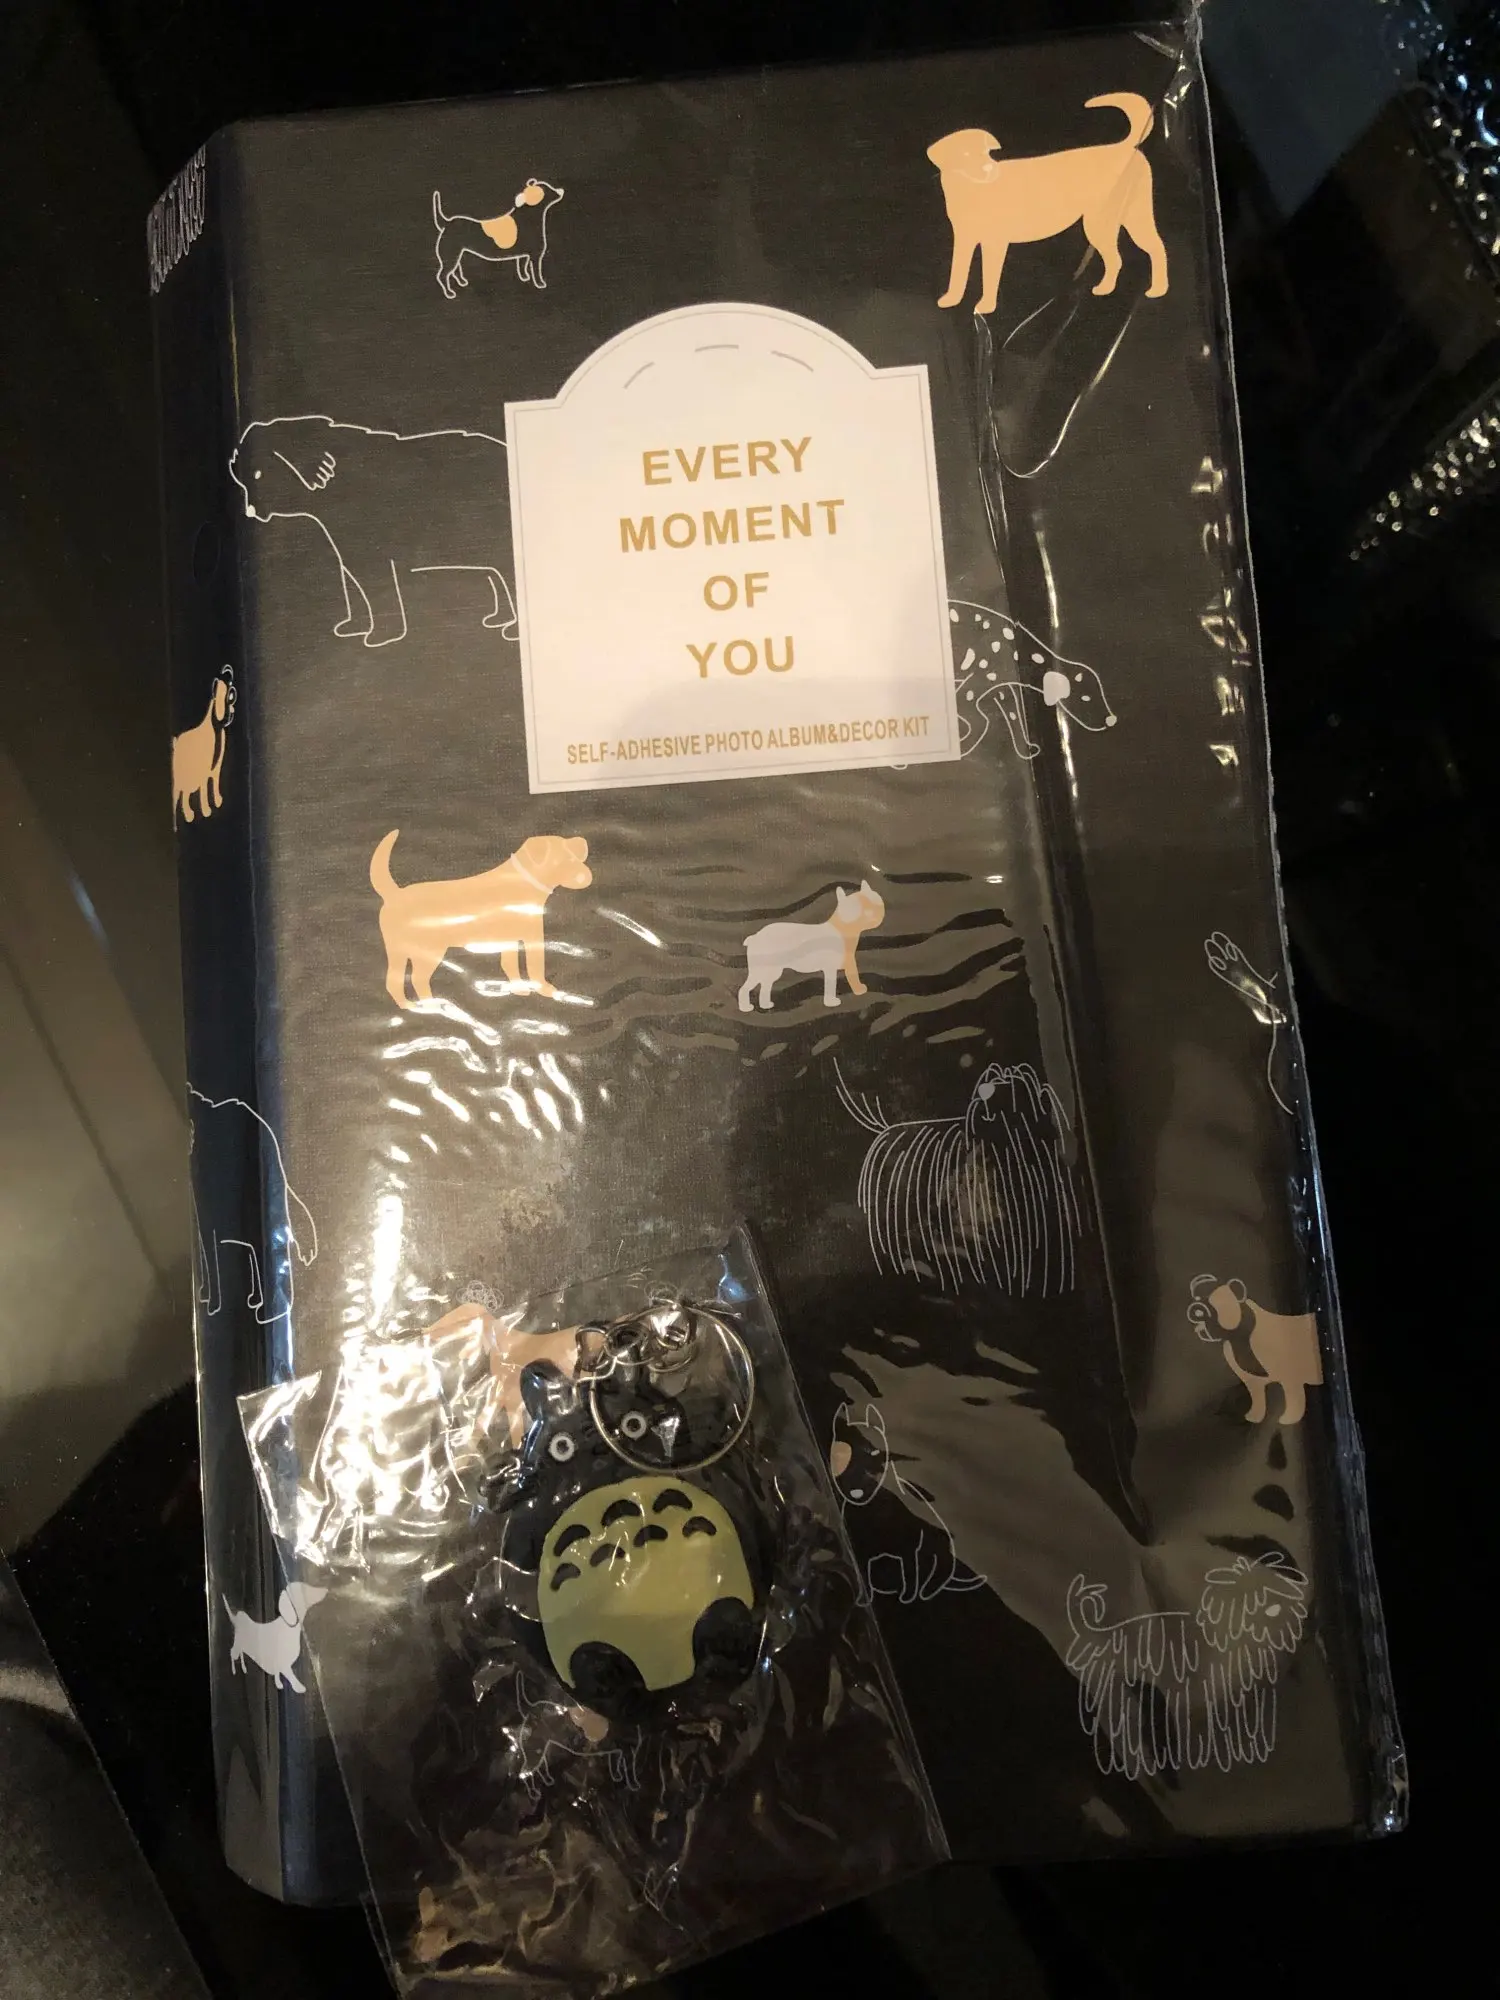 EVERY
MOMENT
OF
YOU
SELF-ADHESIVE PHOTO ALBUM&DECOR KIT